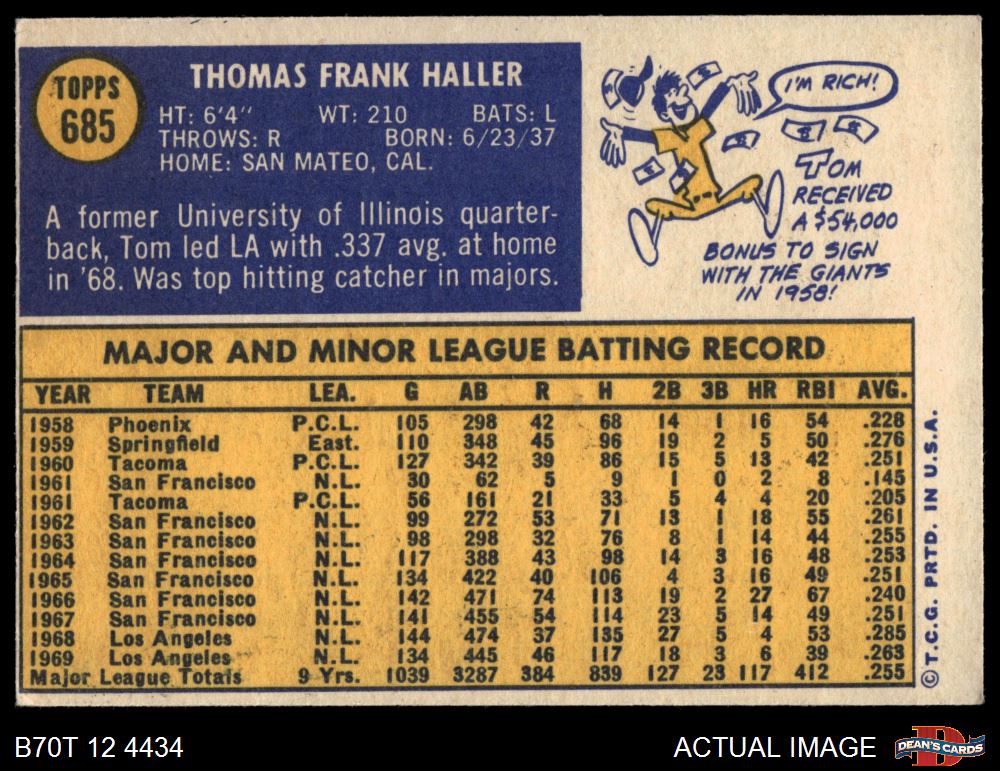 TOPPS
685
THOMAS FRANK HALLER
HT: 6'4" WT: 210 BATS: L
THROWS: R BORN: 6/23/37
HOME: SAN MATEO, CAL.
A former University of Illinois quarter-
back, Tom led LA with .337 avg. at home
in '68. Was top hitting catcher in majors.
I'M RICH!
TOM
RECEIVED
A $54,000
BONUS TO SIGN
WITH THE GIANTS
IN 1958!
MAJOR AND MINOR LEAGUE BATTING RECORD
YEAR TEAM LEA. G AB R H 2B 3B HR RBI AVG.
1958 Phoenix P.C.L. 105 298 42 68 14 1 16 54 .228
1959 Springfield East. 110 348 45 96 19 2 5 50 .276
1960 Tacoma P.C.L. 127 342 39 86 15 5 13 42 .251
1961 San Francisco N.L. 30 62 5 9 1 0 2 8 .145
1961 Tacoma P.C.L. 56 161 21 33 5 4 4 20 .205
1962 San Francisco N.L. 99 272 53 71 13 1 18 55 .261
1963 San Francisco N.L. 98 298 32 76 8 1 14 44 .255
1964 San Francisco N.L. 117 388 43 98 14 3 16 48 .253
1965 San Francisco N.L. 134 422 40 106 4 3 16 49 .251
1966 San Francisco N.L. 142 471 74 113 19 2 27 67 .240
1967 San Francisco N.L. 141 455 54 114 23 5 14 49 .251
1968 Los Angeles N.L. 144 474 37 135 27 5 4 53 .285
1969 Los Angeles N.L. 134 445 46 117 18 3 6 39 .263
Major League Totals 9 Yrs. 1039 3287 384 839 127 23 117 412 .255
©T.C.G. PRTD. IN U.S.A.
B70T 12 4434
ACTUAL IMAGE
DEAN'S CARDS